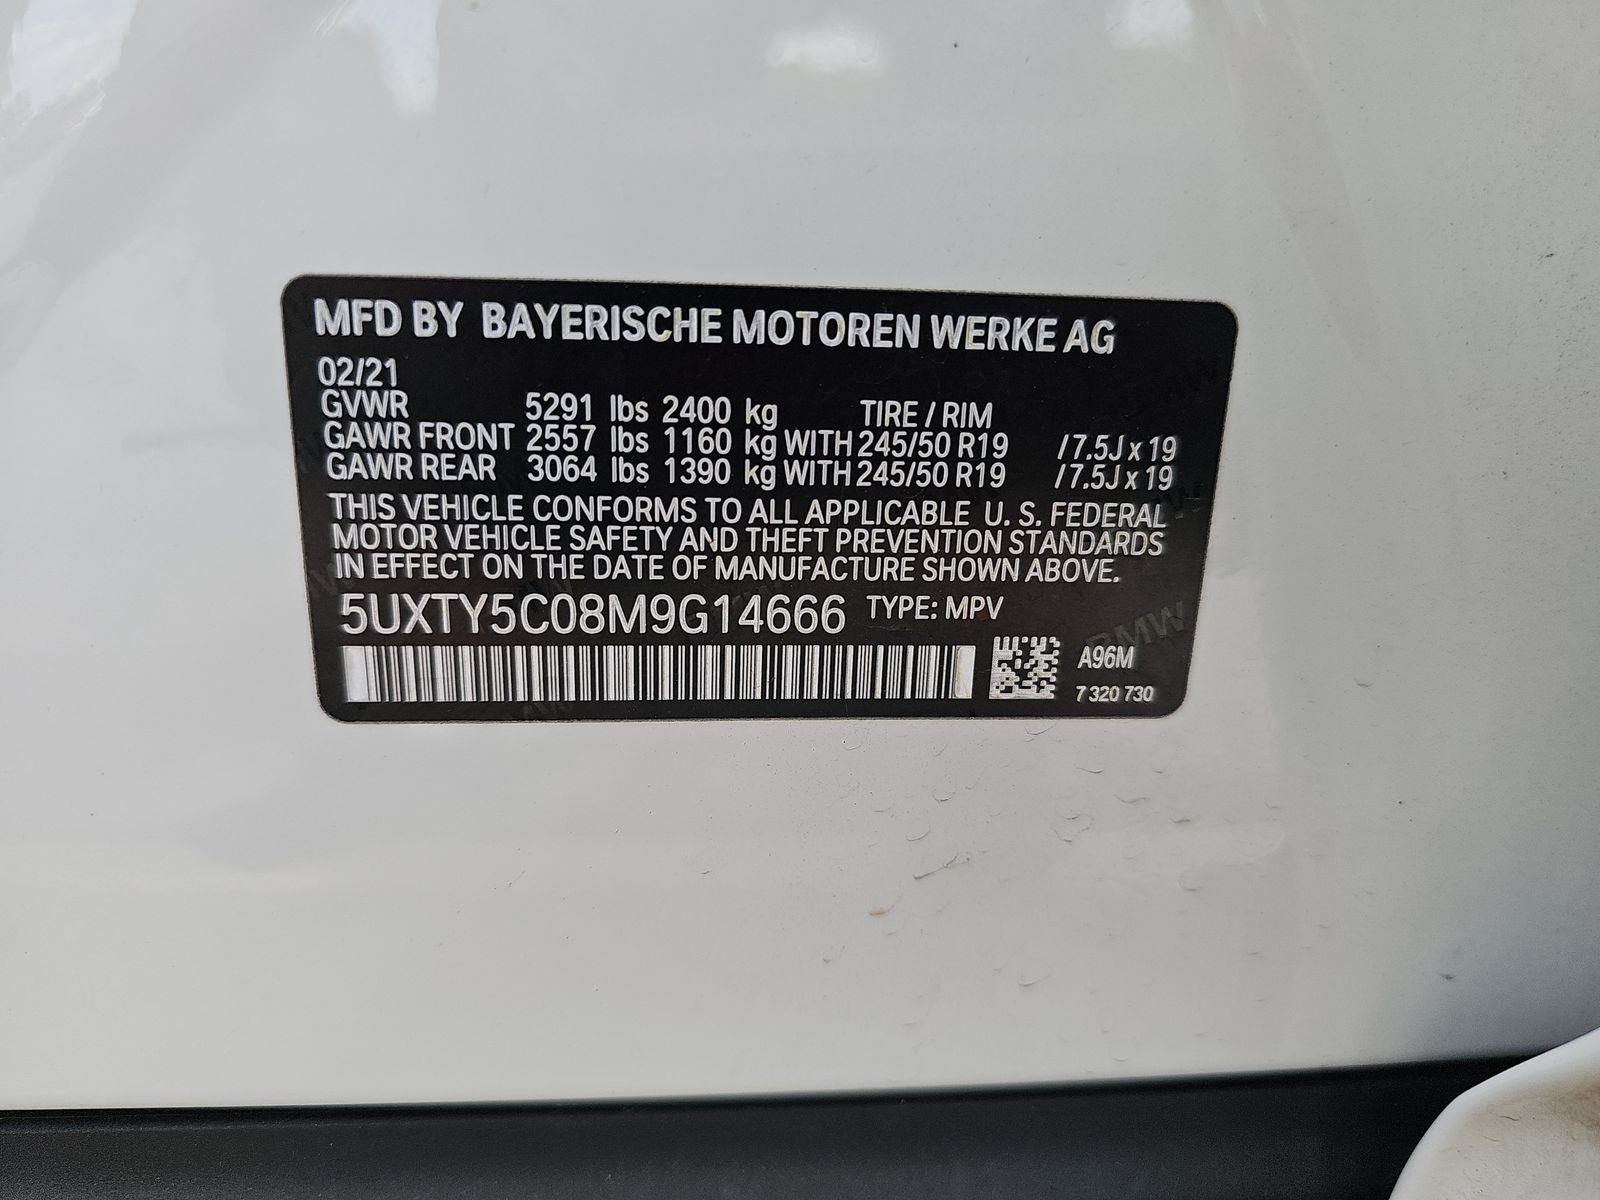 MFD BY BAYERISCHE MOTOREN WERKE AG
02/21
GVWR 5291 lbs 2400 kg TIRE / RIM
GAWR FRONT 2557 lbs 1160 kg WITH 245/50 R19 / 7.5J x 19
GAWR REAR 3064 lbs 1390 kg WITH 245/50 R19 / 7.5J x 19
THIS VEHICLE CONFORMS TO ALL APPLICABLE U. S. FEDERAL
MOTOR VEHICLE SAFETY AND THEFT PREVENTION STANDARDS
IN EFFECT ON THE DATE OF MANUFACTURE SHOWN ABOVE.
5UXTY5C08M9G14666 TYPE: MPV
BMW
A96M
7 320 730